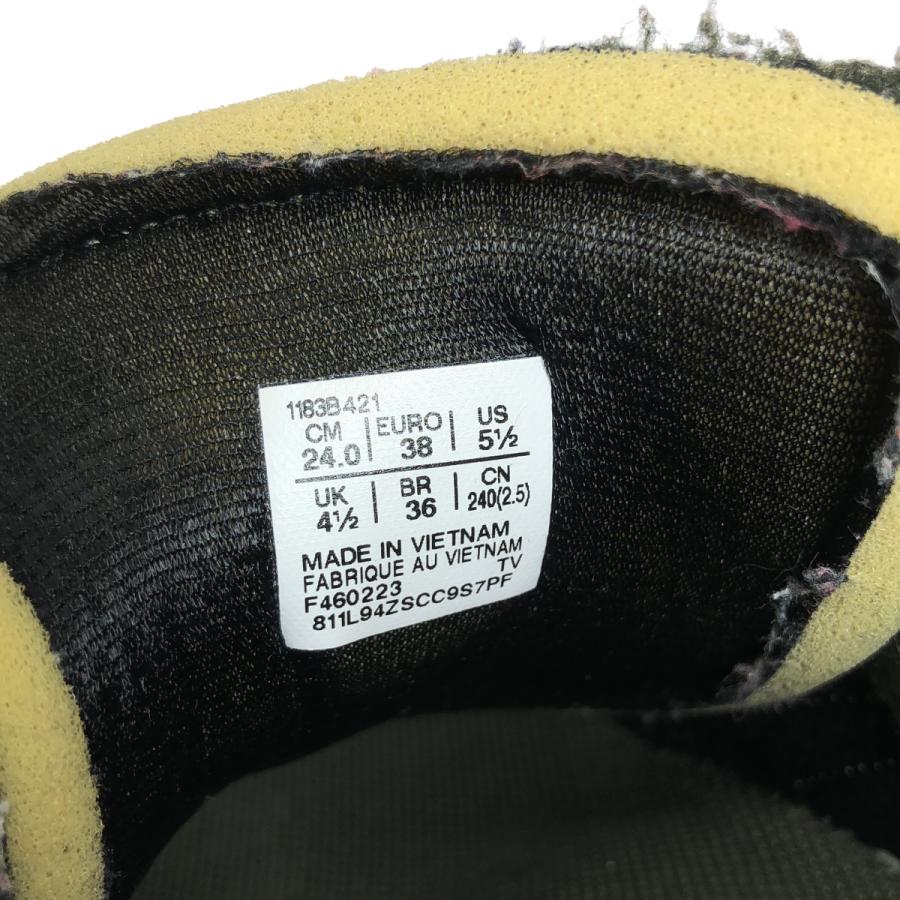 1183B421
CM | EURO | US
24.0 | 38 | 5½
UK | BR | CN
4½ | 36 | 240(2.5)
MADE IN VIETNAM
FABRIQUE AU VIETNAM
F460223 TV
811L94ZSCC9S7PF